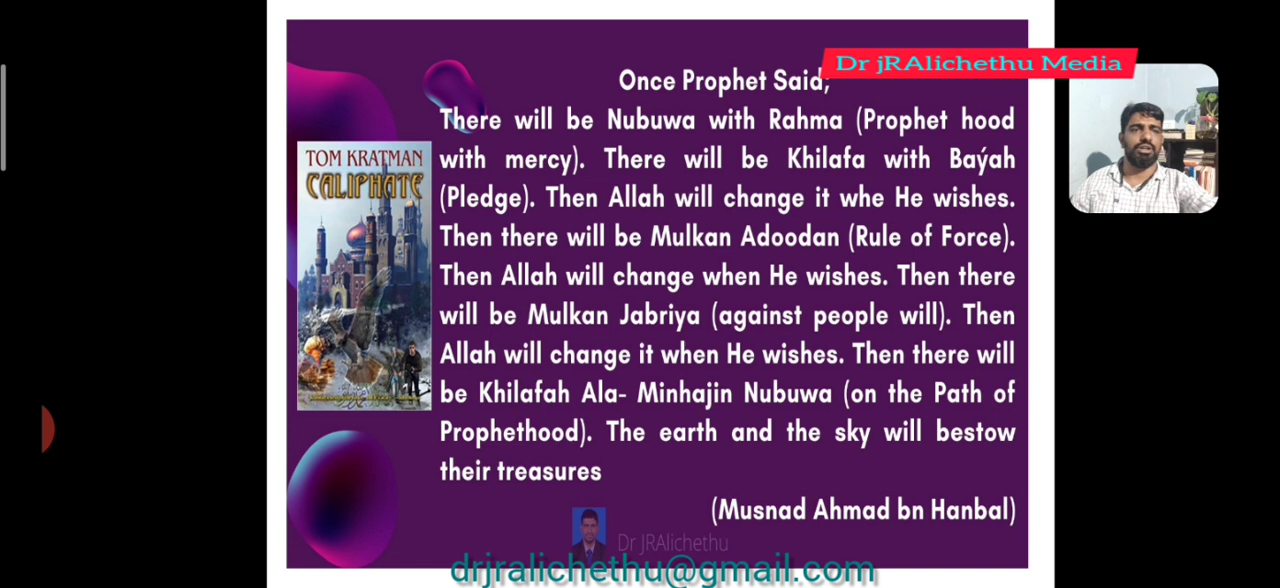 Dr jRAlichethu Media
Once Prophet Said;
There will be Nubuwa with Rahma (Prophet hood
with mercy). There will be Khilafa with Baýah
(Pledge). Then Allah will change it whe He wishes.
Then there will be Mulkan Adoodan (Rule of Force).
Then Allah will change when He wishes. Then there
will be Mulkan Jabriya (against people will). Then
Allah will change it when He wishes. Then there will
be Khilafah Ala- Minhajin Nubuwa (on the Path of
Prophethood). The earth and the sky will bestow
their treasures
(Musnad Ahmad bn Hanbal)
TOM KRATMAN
CALIPHATE
Dr JRAlichethu
drjralichethu@gmail.com